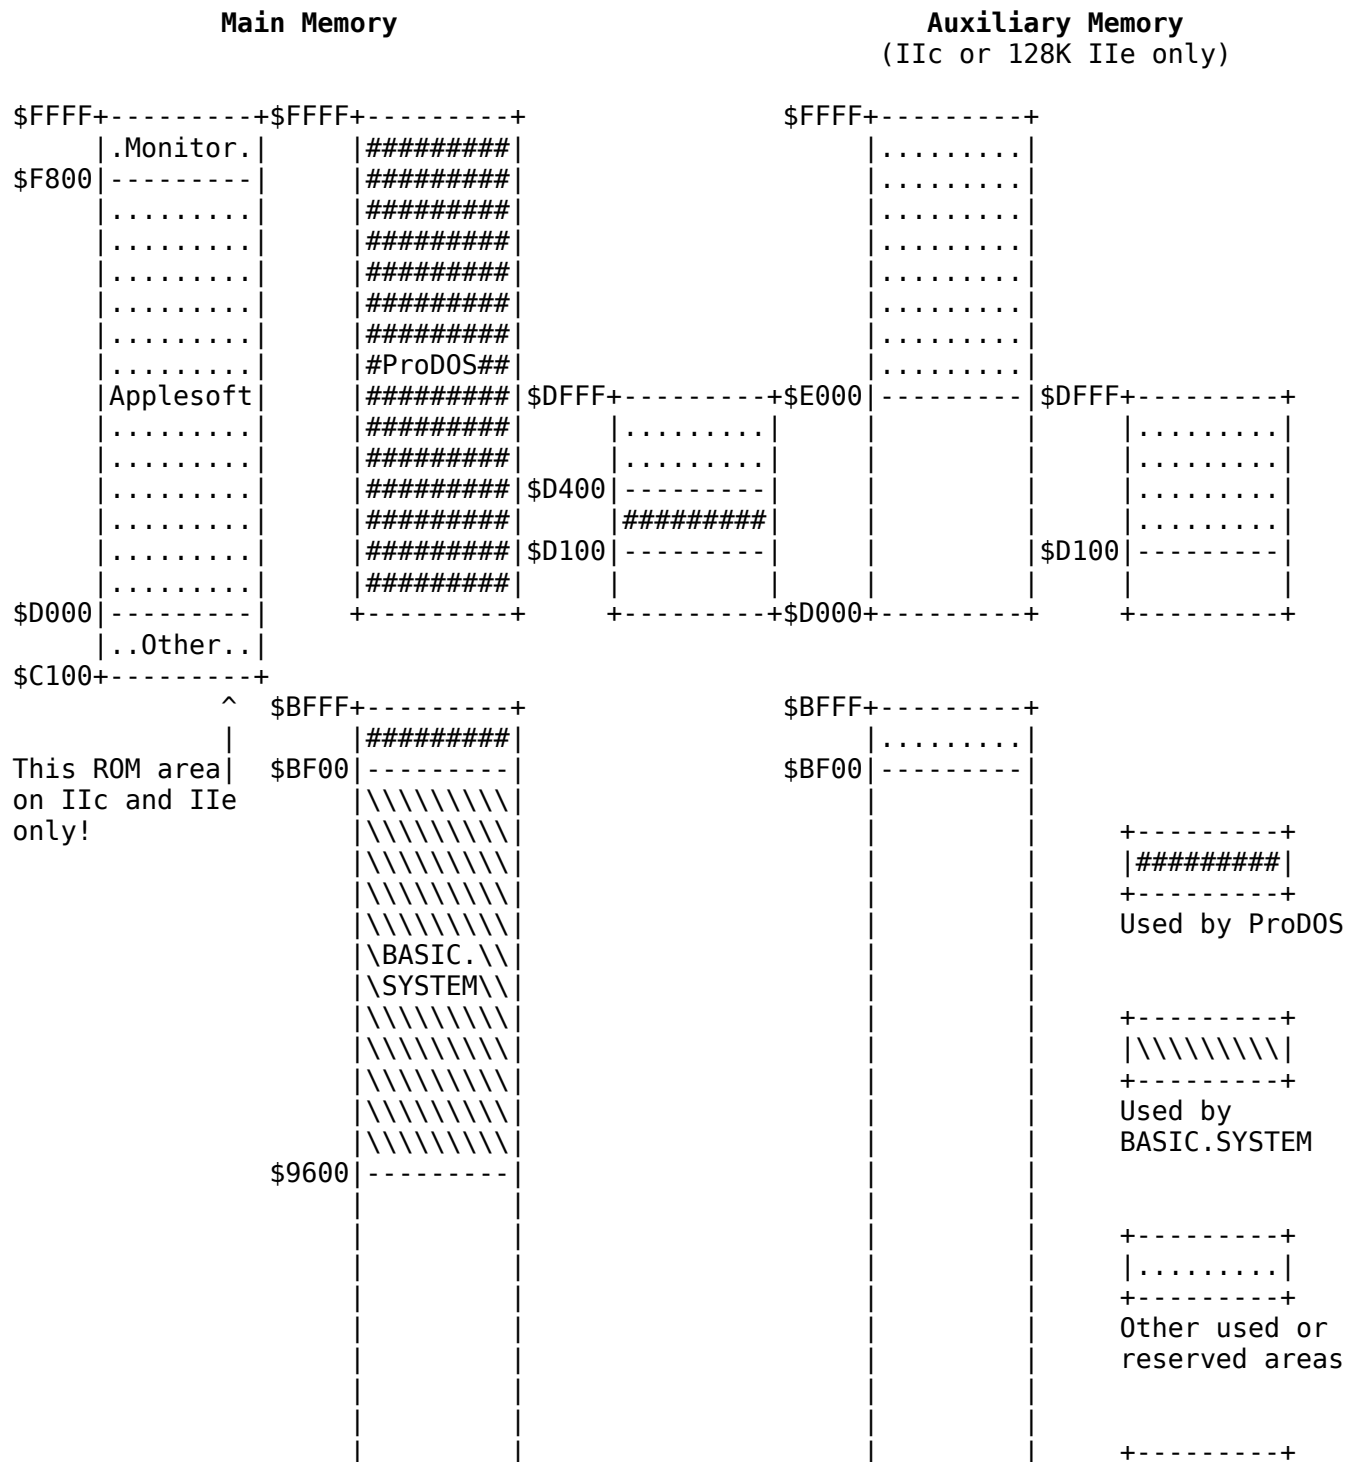 Main Memory                                 Auxiliary Memory
                                                     (IIc or 128K IIe only)

$FFFF+---------+$FFFF+---------+               $FFFF+---------+
     |.Monitor.|     |#########|                    |.........|
$F800|---------|     |#########|                    |.........|
     |.........|     |#########|                    |.........|
     |.........|     |#########|                    |.........|
     |.........|     |#########|                    |.........|
     |.........|     |#########|                    |.........|
     |.........|     |#########|                    |.........|
     |.........|     |#ProDOS##|                    |.........|
     |Applesoft|     |#########|$DFFF+---------+$E000|---------|$DFFF+---------+
     |.........|     |#########|     |.........|     |         |     |.........|
     |.........|     |#########|     |.........|     |         |     |.........|
     |.........|     |#########|$D400|---------|     |         |     |.........|
     |.........|     |#########|     |#########|     |         |     |.........|
     |.........|     |#########|$D100|---------|     |         |$D100|---------|
     |.........|     |#########|     |         |     |         |     |         |
$D000|---------|     +---------+     +---------+$D000+---------+     +---------+
     |..Other..|
$C100+---------+
             ^  $BFFF+---------+                $BFFF+---------+
             |       |#########|                     |.........|
This ROM area|  $BF00|---------|                $BF00|---------|
on IIc and IIe       |\\\\\\\\\|                     |         |
only!                |\\\\\\\\\|                     |         |     +---------+
                     |\\\\\\\\\|                     |         |     |#########|
                     |\\\\\\\\\|                     |         |     +---------+
                     |\\\\\\\\\|                     |         |     Used by ProDOS
                     |\BASIC.\\|                     |         |
                     |\SYSTEM\\|                     |         |
                     |\\\\\\\\\|                     |         |     +---------+
                     |\\\\\\\\\|                     |         |     |\\\\\\\\\|
                     |\\\\\\\\\|                     |         |     +---------+
                     |\\\\\\\\\|                     |         |     Used by
                     |\\\\\\\\\|                     |         |     BASIC.SYSTEM
                $9600|---------|                     |         |
                     |         |                     |         |
                     |         |                     |         |     +---------+
                     |         |                     |         |     |.........|
                     |         |                     |         |     +---------+
                     |         |                     |         |     Other used or
                     |         |                     |         |     reserved areas
                     |         |                     |         |
                     |         |                     |         |
                     |         |                     |         |     +---------+